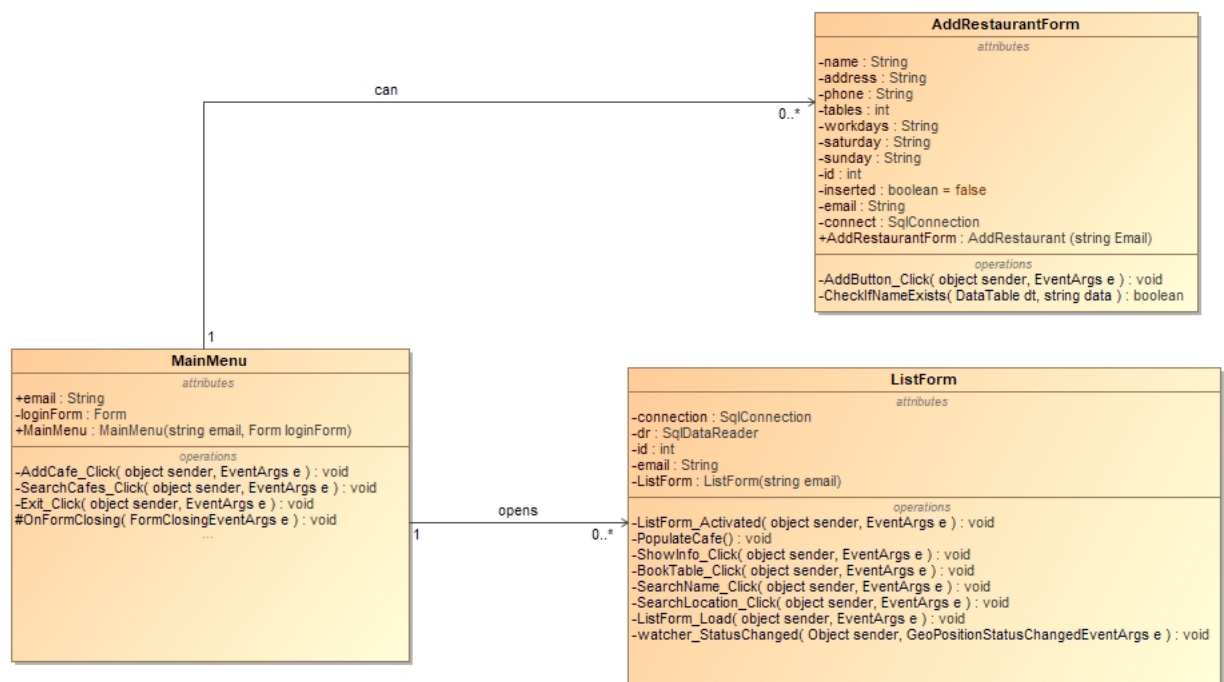 AddRestaurantForm
attributes
-name : String
-address : String
-phone : String
-tables : int
-workdays : String
-saturday : String
-sunday : String
-id : int
-inserted : boolean = false
-email : String
-connect : SqlConnection
+AddRestaurantForm : AddRestaurant (string Email)
operations
-AddButton_Click( object sender, EventArgs e ) : void
-CheckIfNameExists( DataTable dt, string data ) : boolean
can
0..*
1
MainMenu
attributes
+email : String
-loginForm : Form
+MainMenu : MainMenu(string email, Form loginForm)
operations
-AddCafe_Click( object sender, EventArgs e ) : void
-SearchCafes_Click( object sender, EventArgs e ) : void
-Exit_Click( object sender, EventArgs e ) : void
#OnFormClosing( FormClosingEventArgs e ) : void
...
opens
1
0..*
ListForm
attributes
-connection : SqlConnection
-dr : SqlDataReader
-id : int
-email : String
-ListForm : ListForm(string email)
operations
-ListForm_Activated( object sender, EventArgs e ) : void
-PopulateCafe() : void
-ShowInfo_Click( object sender, EventArgs e ) : void
-BookTable_Click( object sender, EventArgs e ) : void
-SearchName_Click( object sender, EventArgs e ) : void
-SearchLocation_Click( object sender, EventArgs e ) : void
-ListForm_Load( object sender, EventArgs e ) : void
-watcher_StatusChanged( Object sender, GeoPositionStatusChangedEventArgs e ) : void